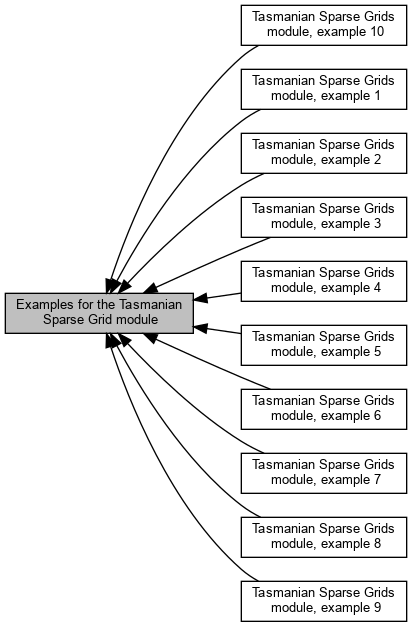 Tasmanian Sparse Grids
module, example 10
Tasmanian Sparse Grids
module, example 1
Tasmanian Sparse Grids
module, example 2
Tasmanian Sparse Grids
module, example 3
Tasmanian Sparse Grids
module, example 4
Examples for the Tasmanian
Sparse Grid module
Tasmanian Sparse Grids
module, example 5
Tasmanian Sparse Grids
module, example 6
Tasmanian Sparse Grids
module, example 7
Tasmanian Sparse Grids
module, example 8
Tasmanian Sparse Grids
module, example 9